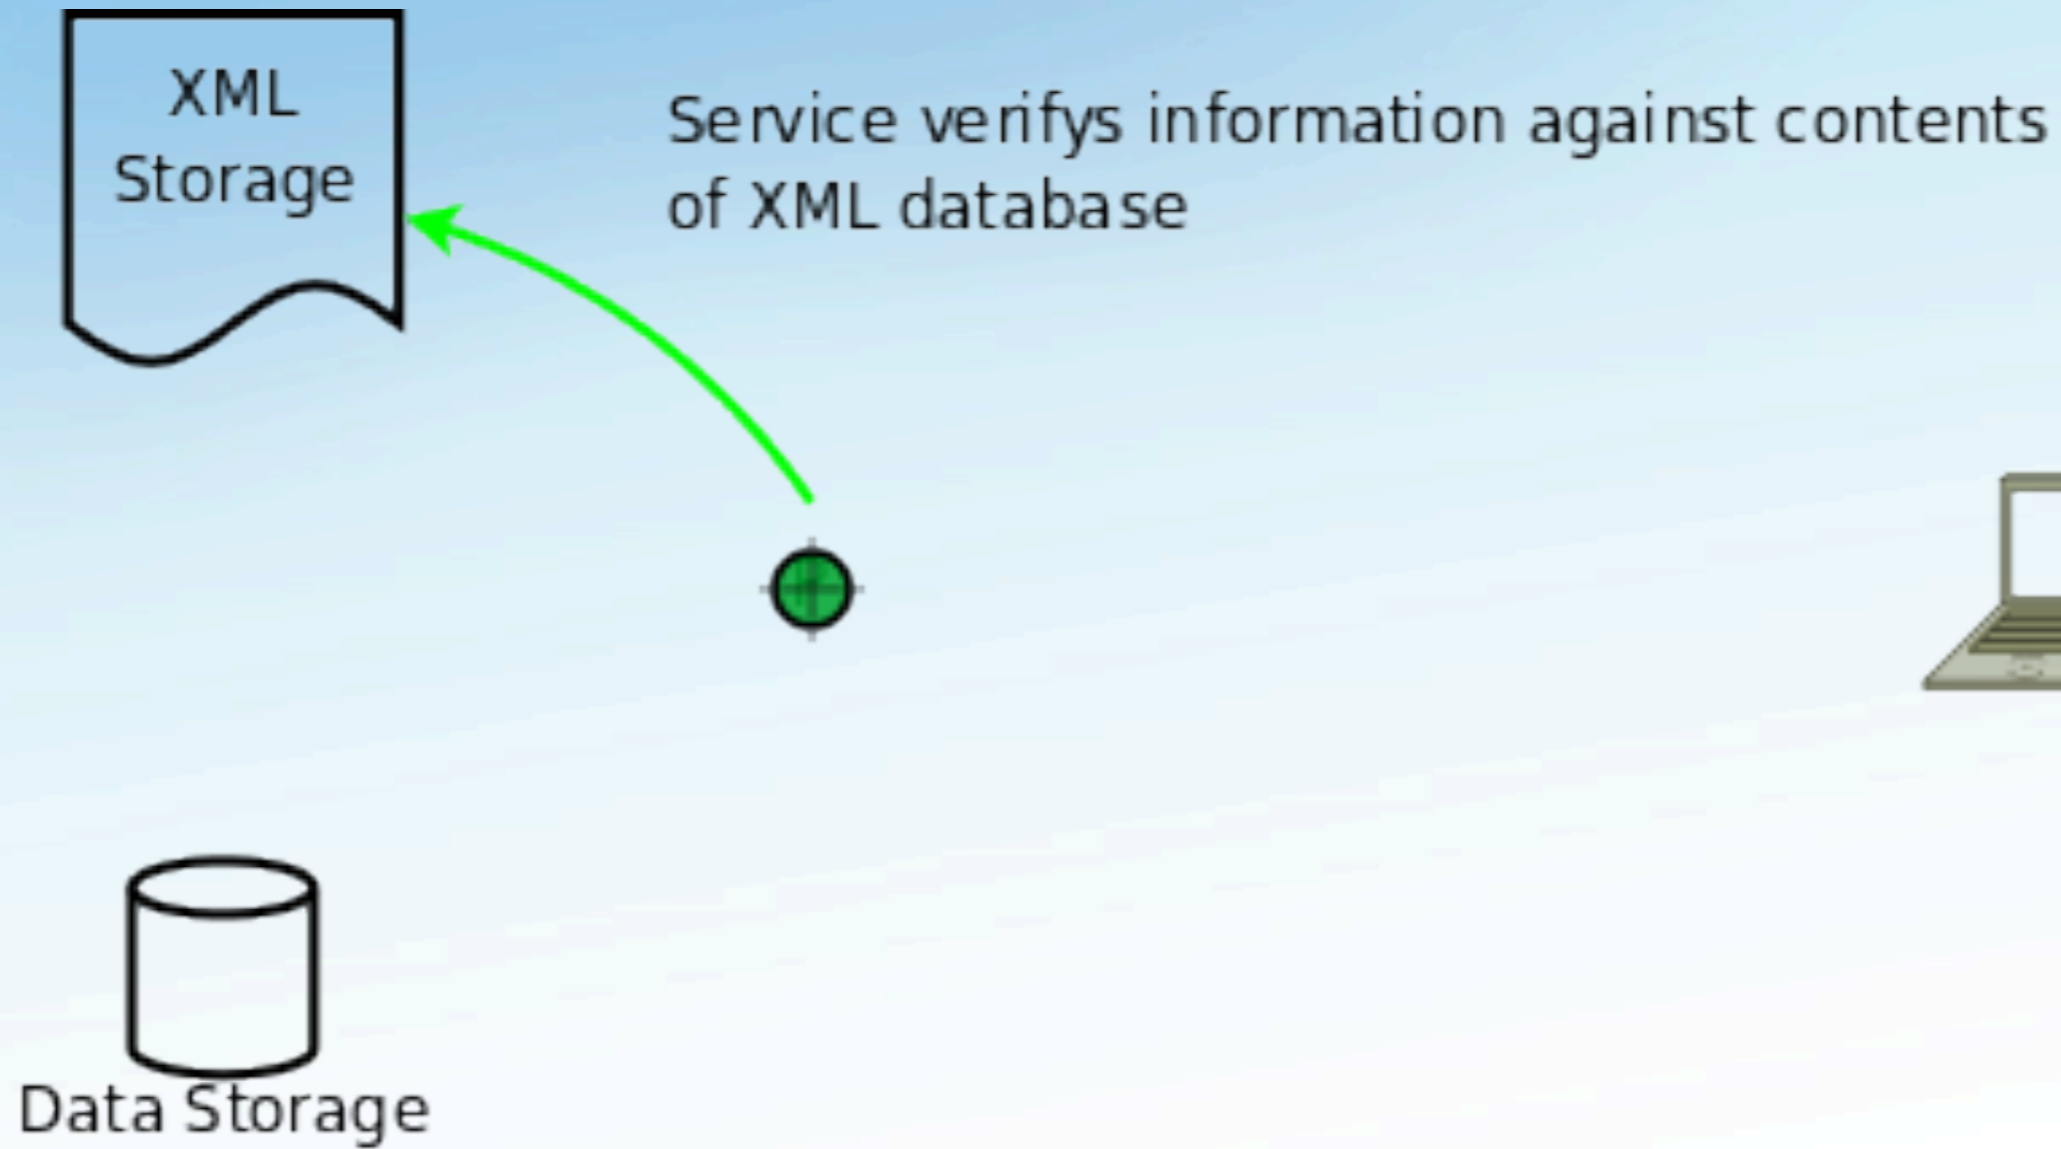 XML
Storage
Service verifys information against contents
of XML database
Data Storage